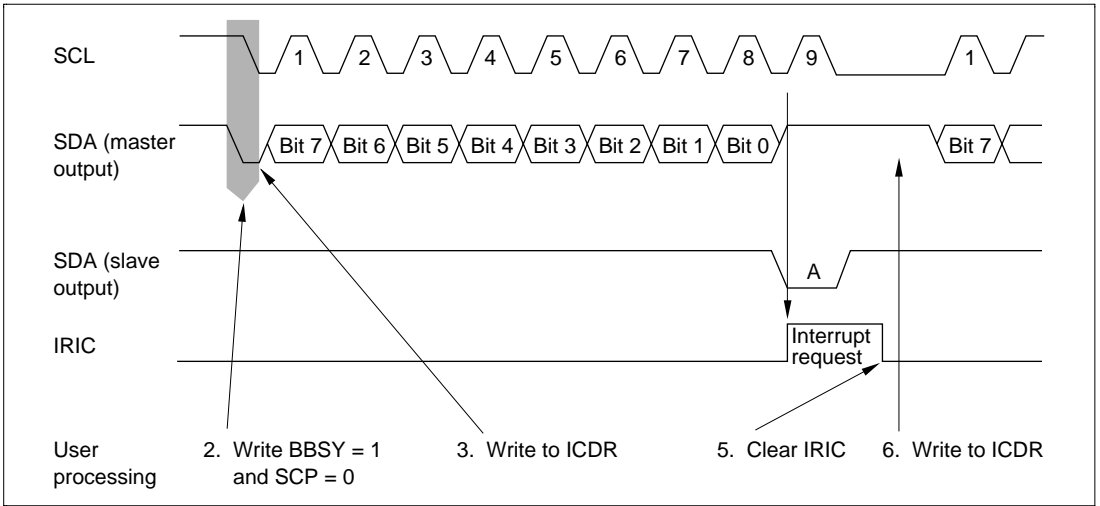 SCL
1 2 3 4 5 6 7 8 9 1
SDA (master
output)
Bit 7 Bit 6 Bit 5 Bit 4 Bit 3 Bit 2 Bit 1 Bit 0 Bit 7
SDA (slave
output)
A
IRIC
Interrupt
request
User
processing
2. Write BBSY = 1
and SCP = 0
3. Write to ICDR
5. Clear IRIC
6. Write to ICDR